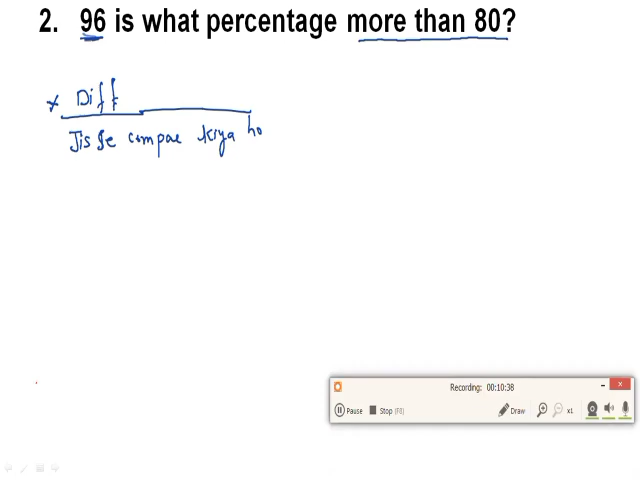 2. 96 is what percentage more than 80?
* Diff
Jis se compae kiya ho
Recording: 00:10:38
Pause Stop (F8) Draw x1